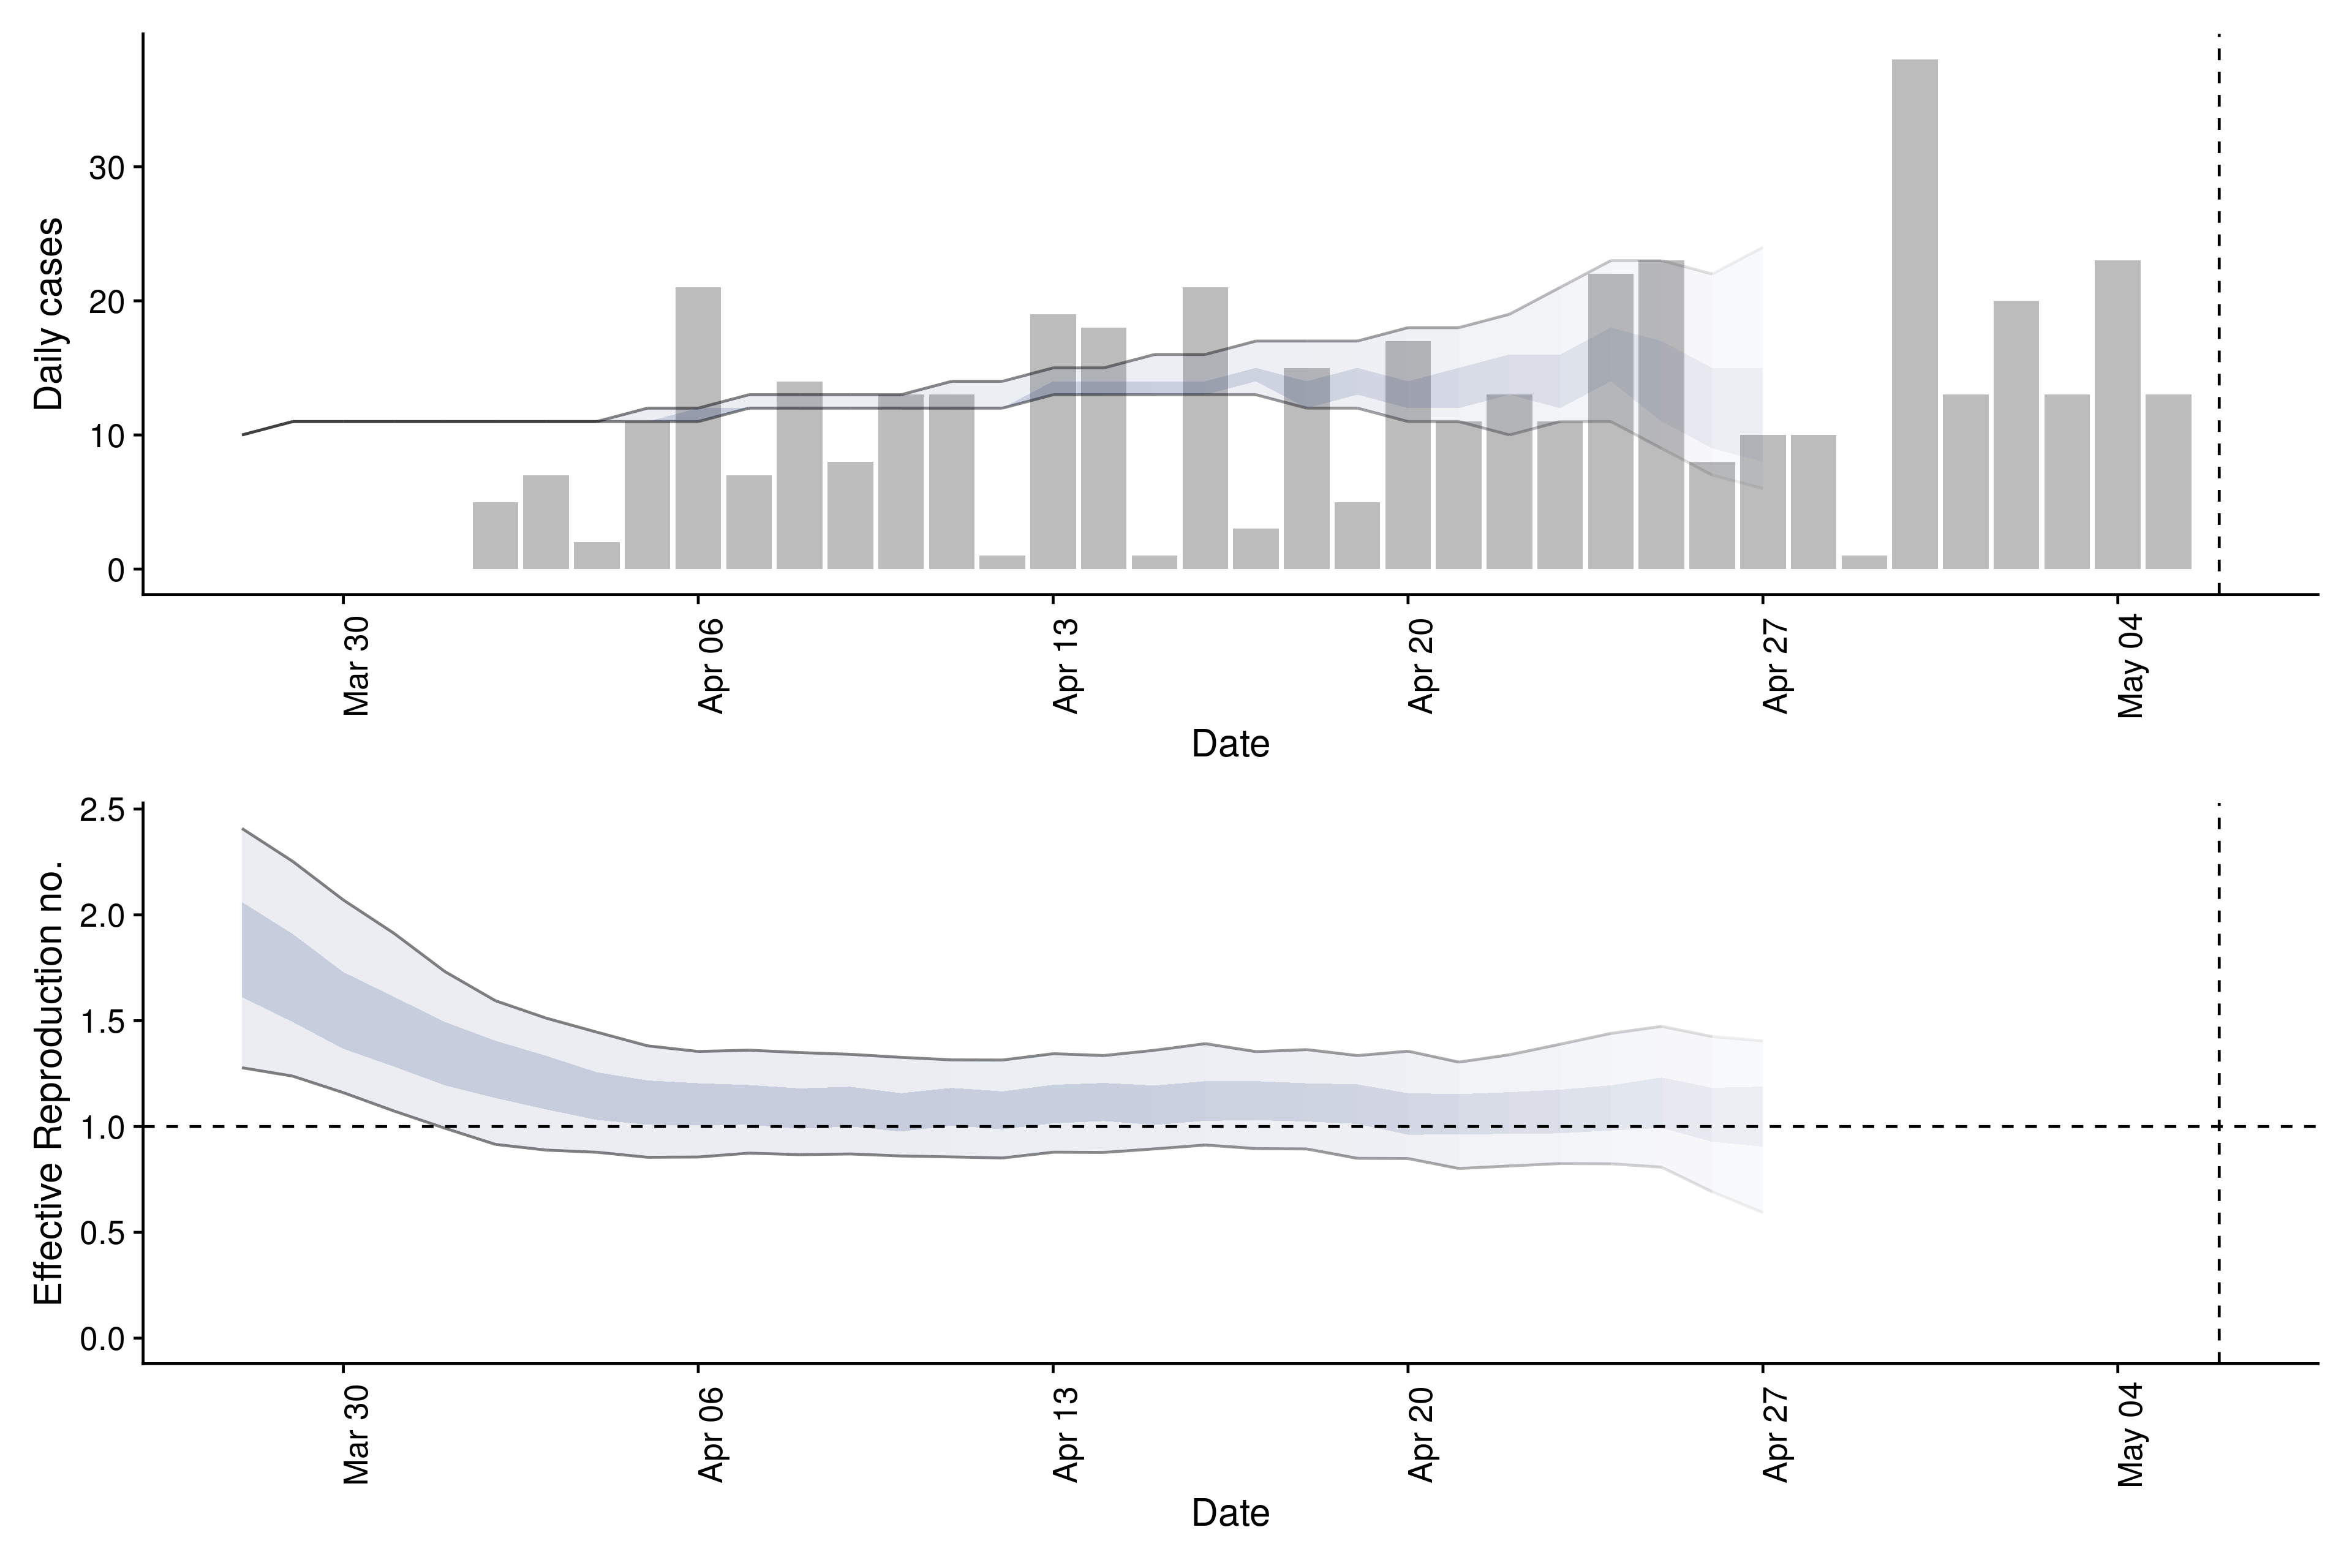 Daily cases
30
20
10
0
Mar 30
Apr 06
Apr 13
Apr 20
Apr 27
May 04
Date
Effective Reproduction no.
2.5
2.0
1.5
1.0
0.5
0.0
Mar 30
Apr 06
Apr 13
Apr 20
Apr 27
May 04
Date